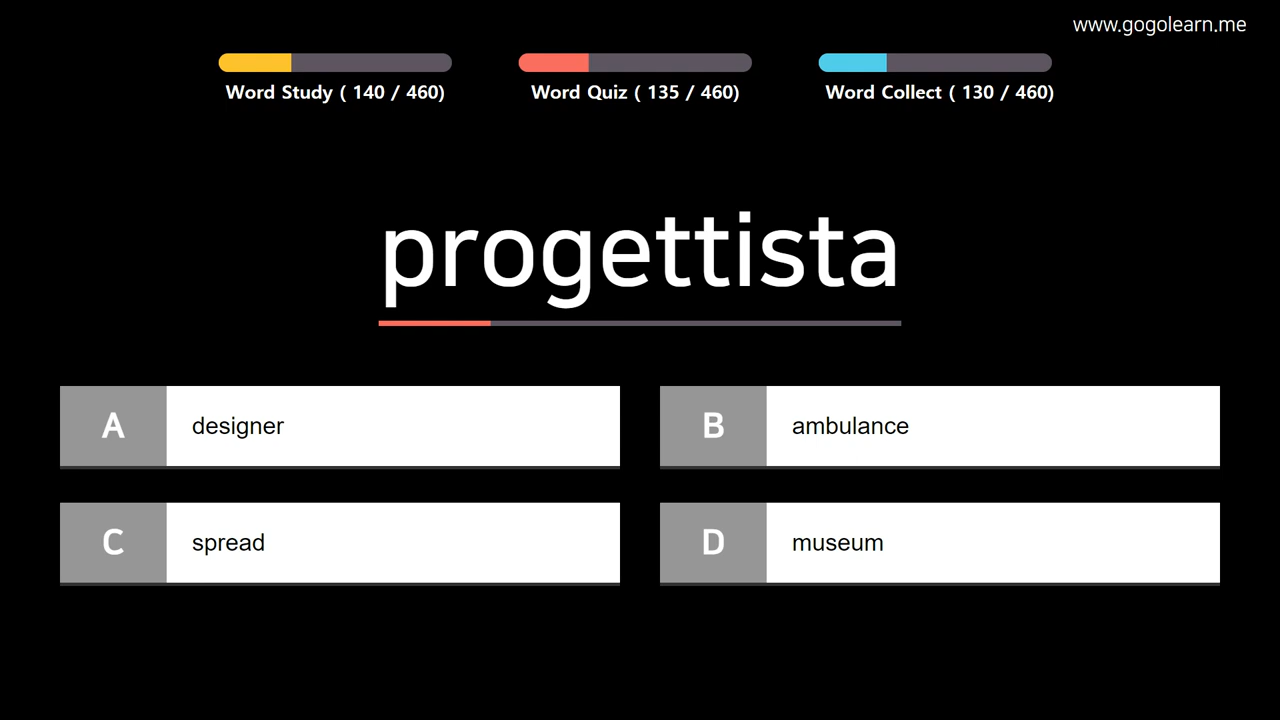 www.gogolearn.me
Word Study ( 140 / 460)
Word Quiz ( 135 / 460)
Word Collect ( 130 / 460)
progettista
A designer
B ambulance
C spread
D museum